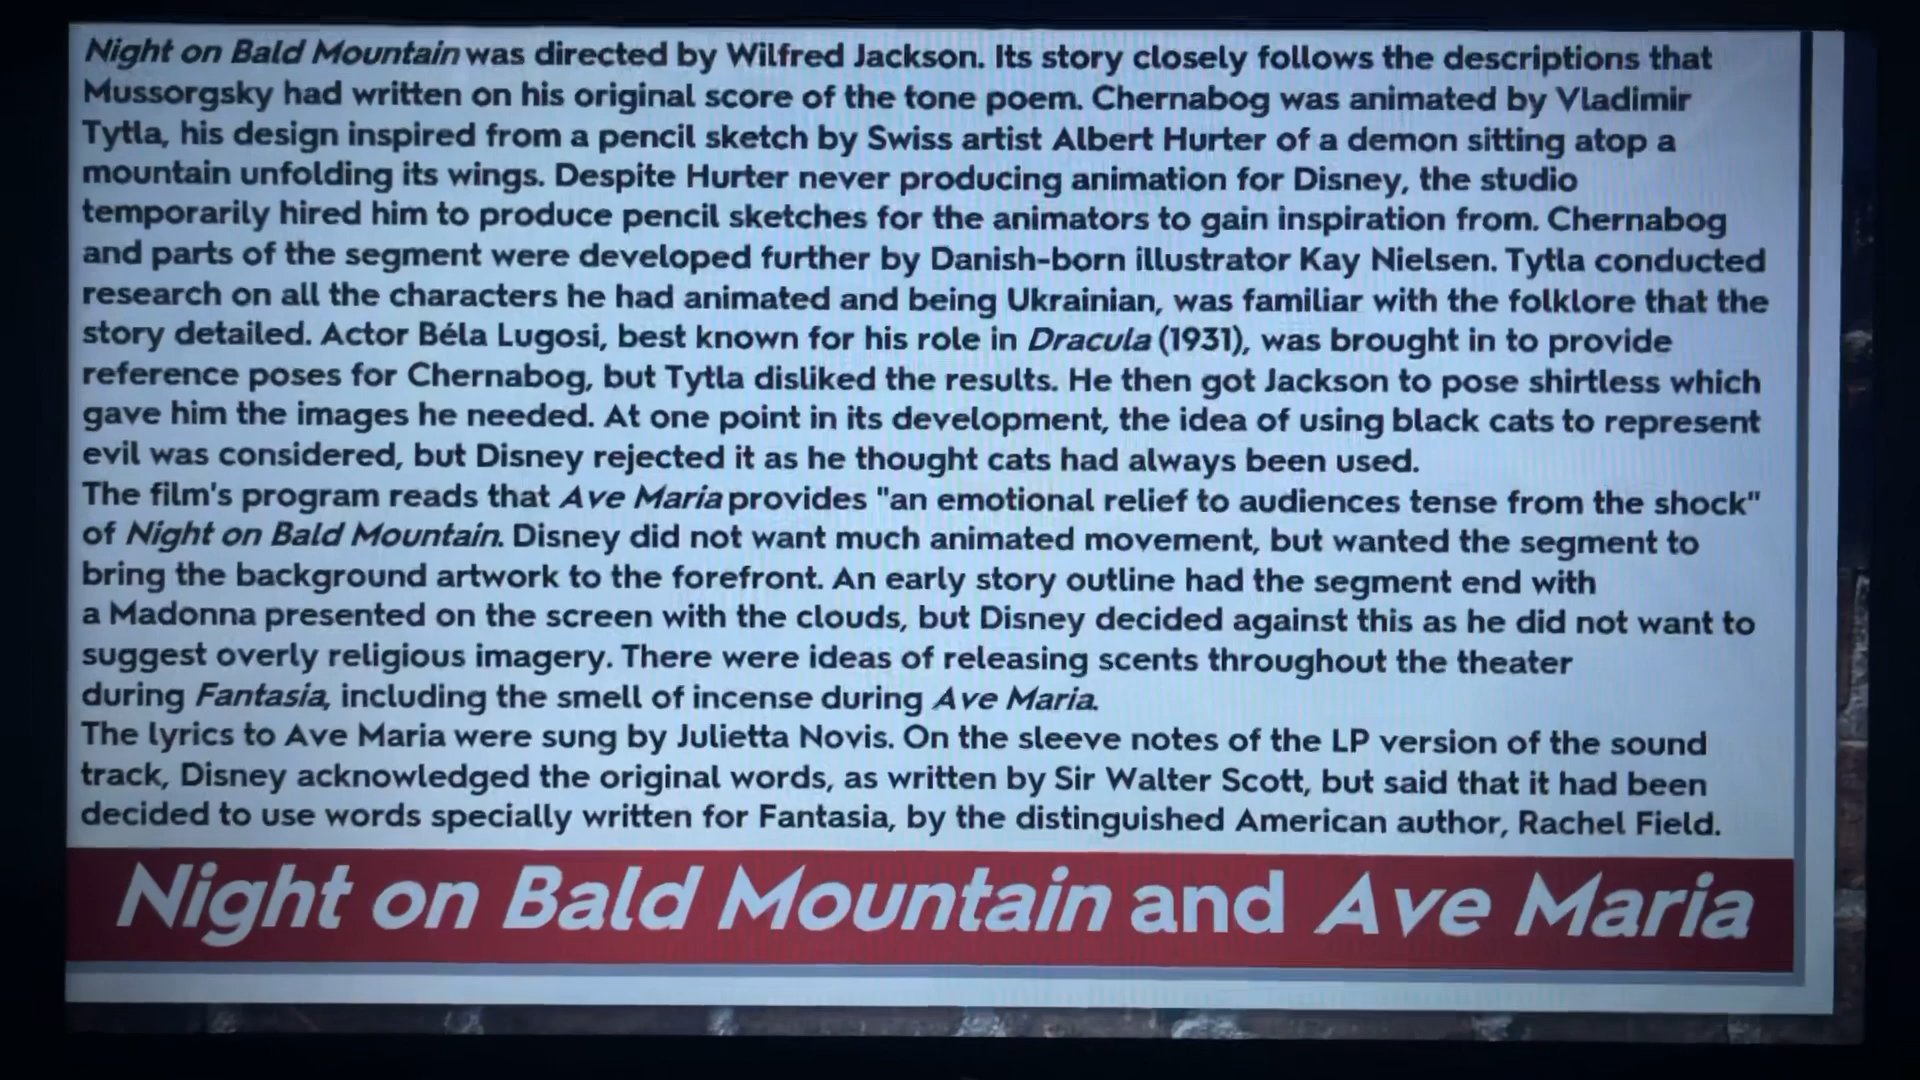 Night on Bald Mountain was directed by Wilfred Jackson. Its story closely follows the descriptions that
Mussorgsky had written on his original score of the tone poem. Chernabog was animated by Vladimir
Tytla, his design inspired from a pencil sketch by Swiss artist Albert Hurter of a demon sitting atop a
mountain unfolding its wings. Despite Hurter never producing animation for Disney, the studio
temporarily hired him to produce pencil sketches for the animators to gain inspiration from. Chernabog
and parts of the segment were developed further by Danish-born illustrator Kay Nielsen. Tytla conducted
research on all the characters he had animated and being Ukrainian, was familiar with the folklore that the
story detailed. Actor Béla Lugosi, best known for his role in Dracula (1931), was brought in to provide
reference poses for Chernabog, but Tytla disliked the results. He then got Jackson to pose shirtless which
gave him the images he needed. At one point in its development, the idea of using black cats to represent
evil was considered, but Disney rejected it as he thought cats had always been used.
The film's program reads that Ave Maria provides "an emotional relief to audiences tense from the shock"
of Night on Bald Mountain. Disney did not want much animated movement, but wanted the segment to
bring the background artwork to the forefront. An early story outline had the segment end with
a Madonna presented on the screen with the clouds, but Disney decided against this as he did not want to
suggest overly religious imagery. There were ideas of releasing scents throughout the theater
during Fantasia, including the smell of incense during Ave Maria.
The lyrics to Ave Maria were sung by Julietta Novis. On the sleeve notes of the LP version of the sound
track, Disney acknowledged the original words, as written by Sir Walter Scott, but said that it had been
decided to use words specially written for Fantasia, by the distinguished American author, Rachel Field.
Night on Bald Mountain and Ave Maria